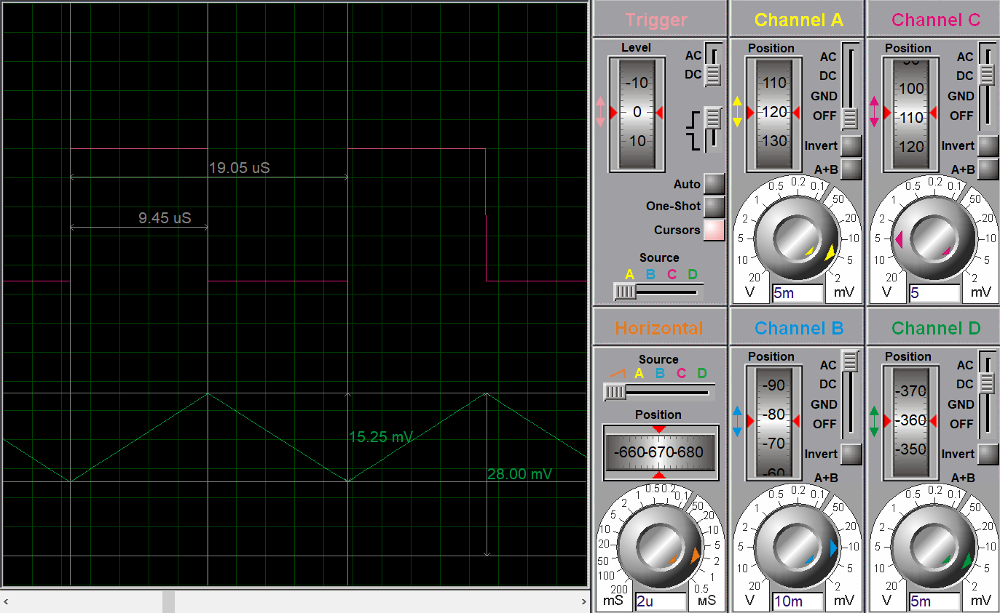 19.05 uS
9.45 uS
15.25 mV
28.00 mV
Trigger
Level
-10
0
10
AC
DC
Auto
One-Shot
Cursors
Source
A B C D
Channel A
Position
110
120
130
AC
DC
GND
OFF
Invert
A+B
20 10 5 2 1 0.5 0.2 0.1 50 20 10 5 2
V
5m
mV
Channel C
Position
90
100
110
120
AC
DC
GND
OFF
Invert
A+B
20 10 5 2 1 0.5 0.2 0.1 50 20 10 5 2
V
5
mV
Horizontal
Source
A B C D
Position
-660 -670 -680
200 100 50 20 10 5 2 1 0.5 0.2 0.1 50 20 10 5 2 1 0.5
mS
2u
мS
Channel B
Position
-90
-80
-70
-60
AC
DC
GND
OFF
Invert
A+B
20 10 5 2 1 0.5 0.2 0.1 50 20 10 5 2
V
10m
mV
Channel D
Position
-370
-360
-350
AC
DC
GND
OFF
Invert
A+B
20 10 5 2 1 0.5 0.2 0.1 50 20 10 5 2
V
5m
mV